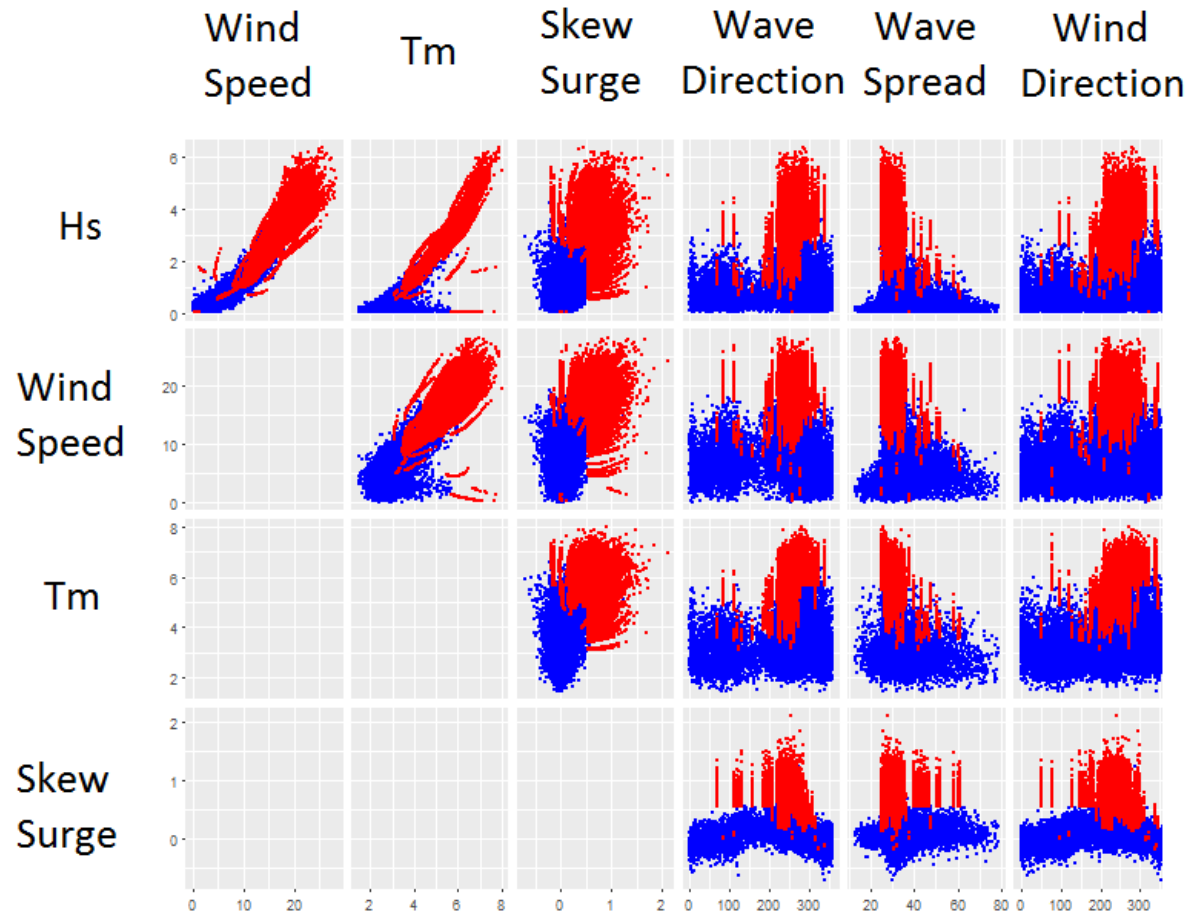 Wind Speed
Tm
Skew Surge
Wave Direction
Wave Spread
Wind Direction
Hs
6
4
2
0
Wind Speed
20
10
0
Tm
8
6
4
2
Skew Surge
2
1
0
0 10 20
2 4 6 8
0 1 2
0 100 200 300
20 40 60 80
0 100 200 300